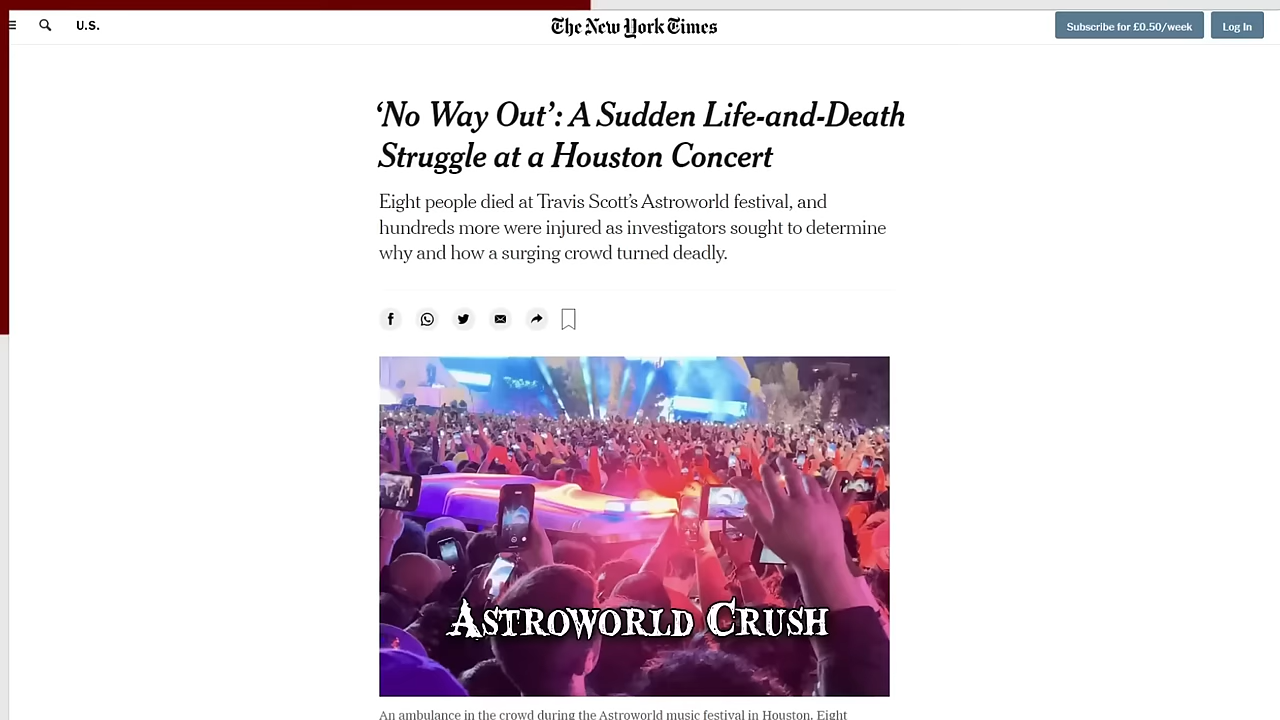 U.S.
The New York Times
Subscribe for £0.50/week
Log In
‘No Way Out’: A Sudden Life-and-Death
Struggle at a Houston Concert
Eight people died at Travis Scott’s Astroworld festival, and
hundreds more were injured as investigators sought to determine
why and how a surging crowd turned deadly.
Astroworld Crush
An ambulance in the crowd during the Astroworld music festival in Houston. Eight